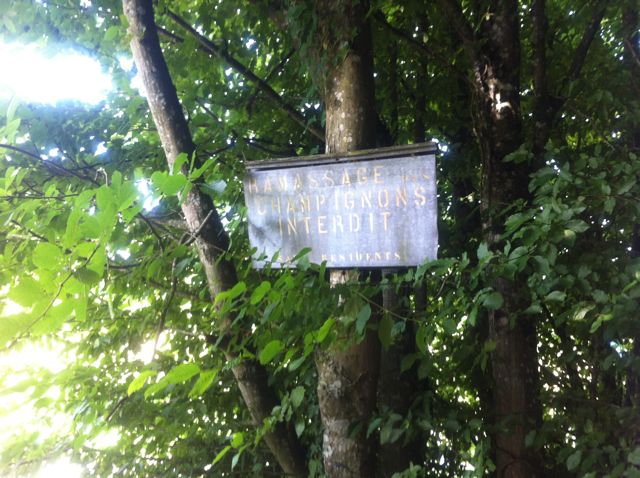 RAMASSAGE DES
CHAMPIGNONS
INTERDIT
RESIDENTS